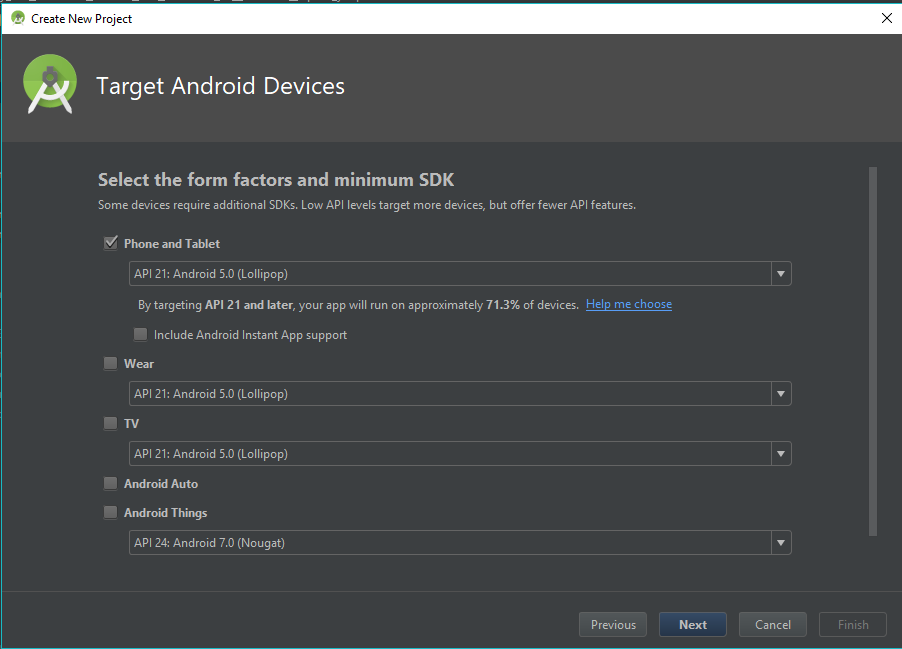 Create New Project
Target Android Devices
Select the form factors and minimum SDK
Some devices require additional SDKs. Low API levels target more devices, but offer fewer API features.
Phone and Tablet
API 21: Android 5.0 (Lollipop)
By targeting API 21 and later, your app will run on approximately 71.3% of devices. Help me choose
Include Android Instant App support
Wear
API 21: Android 5.0 (Lollipop)
TV
API 21: Android 5.0 (Lollipop)
Android Auto
Android Things
API 24: Android 7.0 (Nougat)
Previous Next Cancel Finish